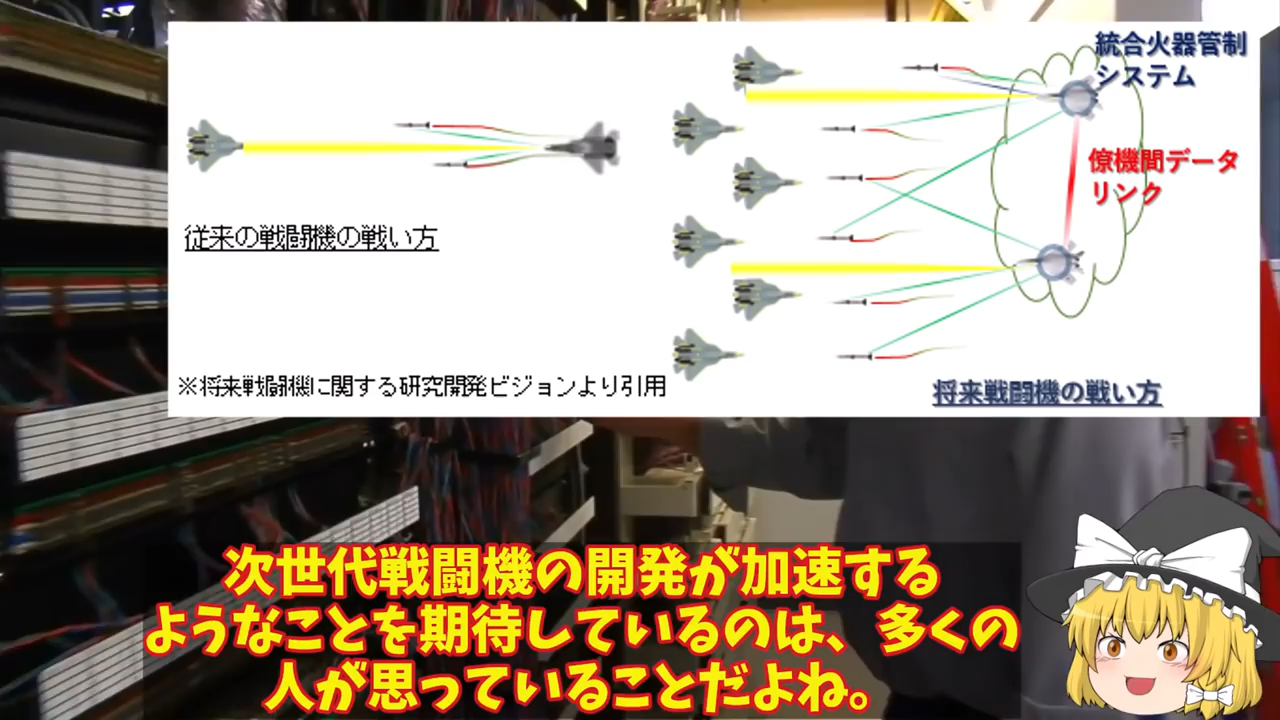 統合火器管制
システム
僚機間データ
リンク
従来の戦闘機の戦い方
※将来戦闘機に関する研究開発ビジョンより引用
将来戦闘機の戦い方
次世代戦闘機の開発が加速する
ようなことを期待しているのは、多くの
人が思っていることだよね。